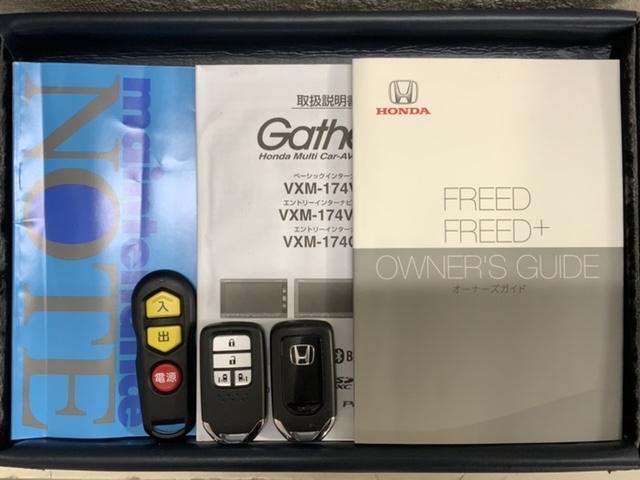 maintenance
NOTE
取扱説明書
Gathe
Honda Multi Car-AV
ベーシックインター
VXM-174V
エントリーインターナビ
VXM-174V
エントリーインター
VXM-174
HONDA
FREED
FREED+
OWNER'S GUIDE
オーナーズガイド
入
出
電源